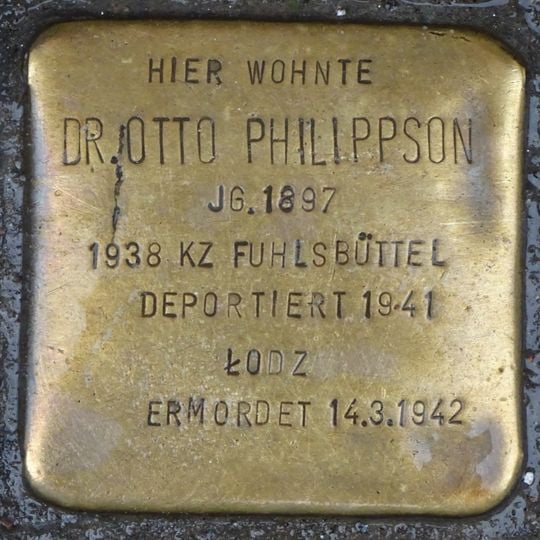 HIER WOHNTE
DR. OTTO PHILIPPSON
JG. 1897
1938 KZ FUHLSBÜTTEL
DEPORTIERT 1941
ŁODZ
ERMORDET 14.3.1942